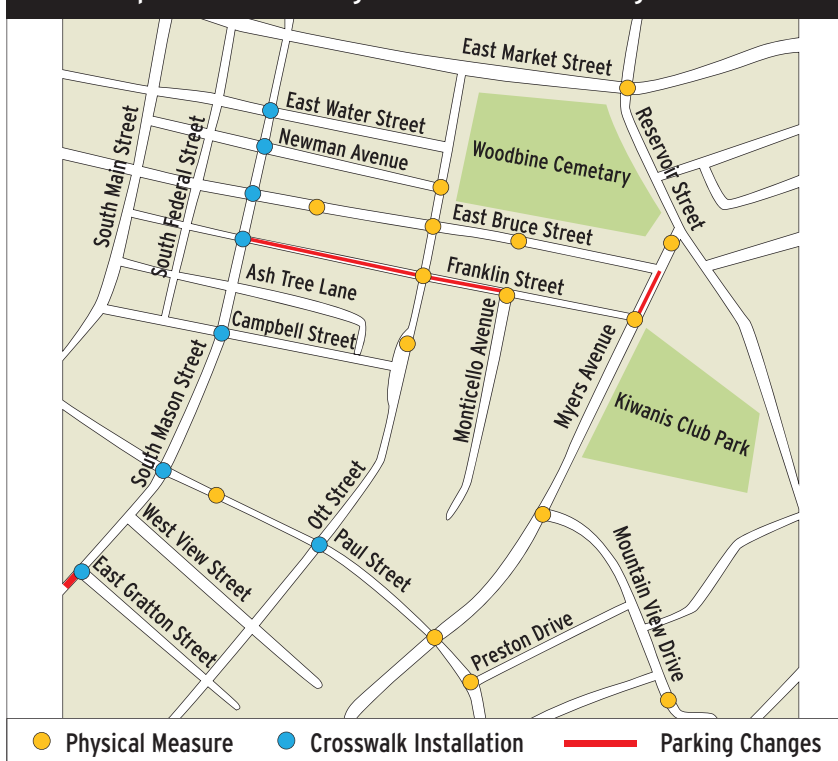 East Market Street
East Water Street
Newman Avenue
South Main Street
South Federal Street
Woodbine Cemetary
Reservoir Street
East Bruce Street
Franklin Street
Ash Tree Lane
Campbell Street
Monticello Avenue
Myers Avenue
Kiwanis Club Park
South Mason Street
Ott Street
Paul Street
West View Street
East Gratton Street
Mountain View Drive
Preston Drive
Physical Measure
Crosswalk Installation
Parking Changes